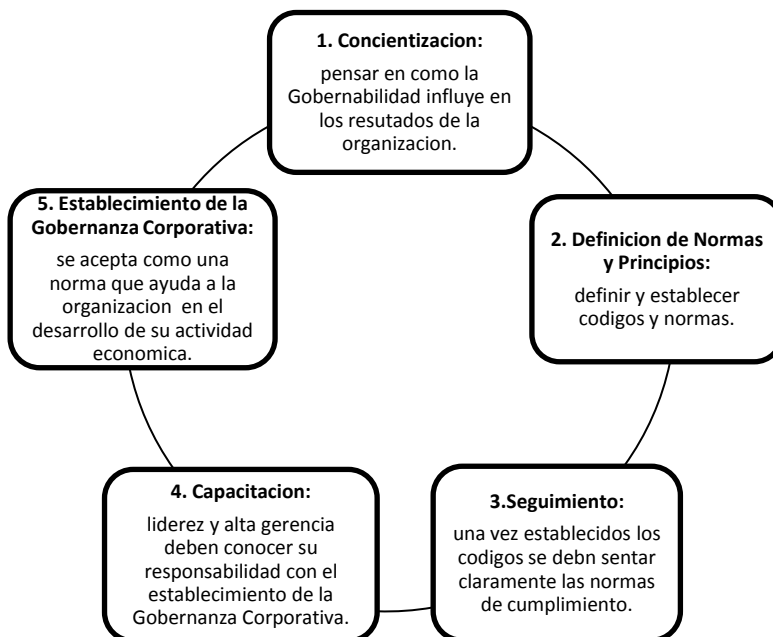 1. Concientizacion:
pensar en como la
Gobernabilidad influye en
los resutados de la
organizacion.
2. Definicion de Normas
y Principios:
definir y establecer
codigos y normas.
3.Seguimiento:
una vez establecidos los
codigos se debn sentar
claramente las normas
de cumplimiento.
4. Capacitacion:
liderez y alta gerencia
deben conocer su
responsabilidad con el
establecimiento de la
Gobernanza Corporativa.
5. Establecimiento de la
Gobernanza Corporativa:
se acepta como una
norma que ayuda a la
organizacion en el
desarrollo de su actividad
economica.